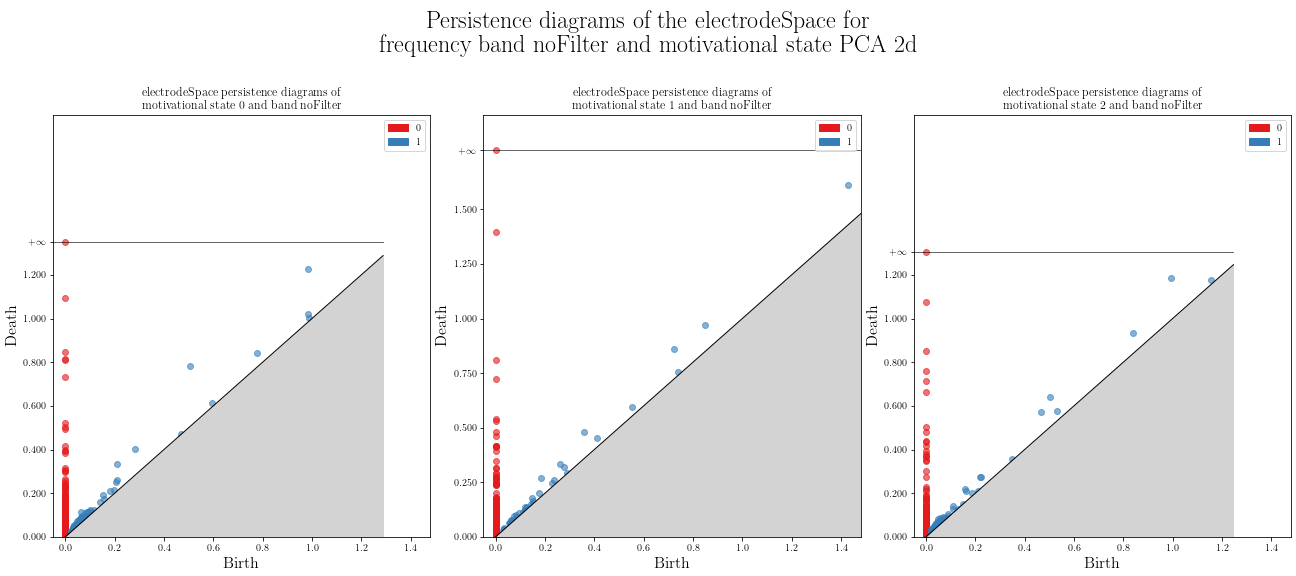 Persistence diagrams of the electrodeSpace for
frequency band noFilter and motivational state PCA 2d
electrodeSpace persistence diagrams of
motivational state 0 and band noFilter
0
1
+∞
1.200
1.000
0.800
0.600
0.400
0.200
0.000
Death
0.0 0.2 0.4 0.6 0.8 1.0 1.2 1.4
Birth
electrodeSpace persistence diagrams of
motivational state 1 and band noFilter
0
1
+∞
1.500
1.250
1.000
0.750
0.500
0.250
0.000
Death
0.0 0.2 0.4 0.6 0.8 1.0 1.2 1.4
Birth
electrodeSpace persistence diagrams of
motivational state 2 and band noFilter
0
1
+∞
1.200
1.000
0.800
0.600
0.400
0.200
0.000
Death
0.0 0.2 0.4 0.6 0.8 1.0 1.2 1.4
Birth